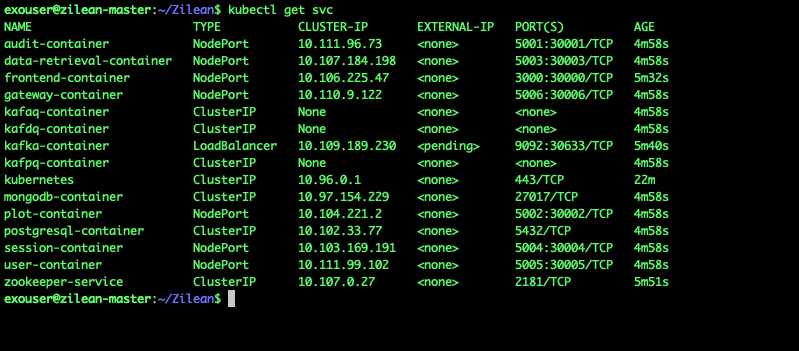 exouser@zilean-master:~/Zilean$ kubectl get svc
NAME TYPE CLUSTER-IP EXTERNAL-IP PORT(S) AGE
audit-container NodePort 10.111.96.73 <none> 5001:30001/TCP 4m58s
data-retrieval-container NodePort 10.107.184.198 <none> 5003:30003/TCP 4m58s
frontend-container NodePort 10.106.225.47 <none> 3000:30000/TCP 5m32s
gateway-container NodePort 10.110.9.122 <none> 5006:30006/TCP 4m58s
kafaq-container ClusterIP None <none> <none> 4m58s
kafdq-container ClusterIP None <none> <none> 4m58s
kafka-container LoadBalancer 10.109.189.230 <pending> 9092:30633/TCP 5m40s
kafpq-container ClusterIP None <none> <none> 4m58s
kubernetes ClusterIP 10.96.0.1 <none> 443/TCP 22m
mongodb-container ClusterIP 10.97.154.229 <none> 27017/TCP 4m58s
plot-container NodePort 10.104.221.2 <none> 5002:30002/TCP 4m58s
postgresql-container ClusterIP 10.102.33.77 <none> 5432/TCP 4m58s
session-container NodePort 10.103.169.191 <none> 5004:30004/TCP 4m58s
user-container NodePort 10.111.99.102 <none> 5005:30005/TCP 4m58s
zookeeper-service ClusterIP 10.107.0.27 <none> 2181/TCP 5m51s
exouser@zilean-master:~/Zilean$